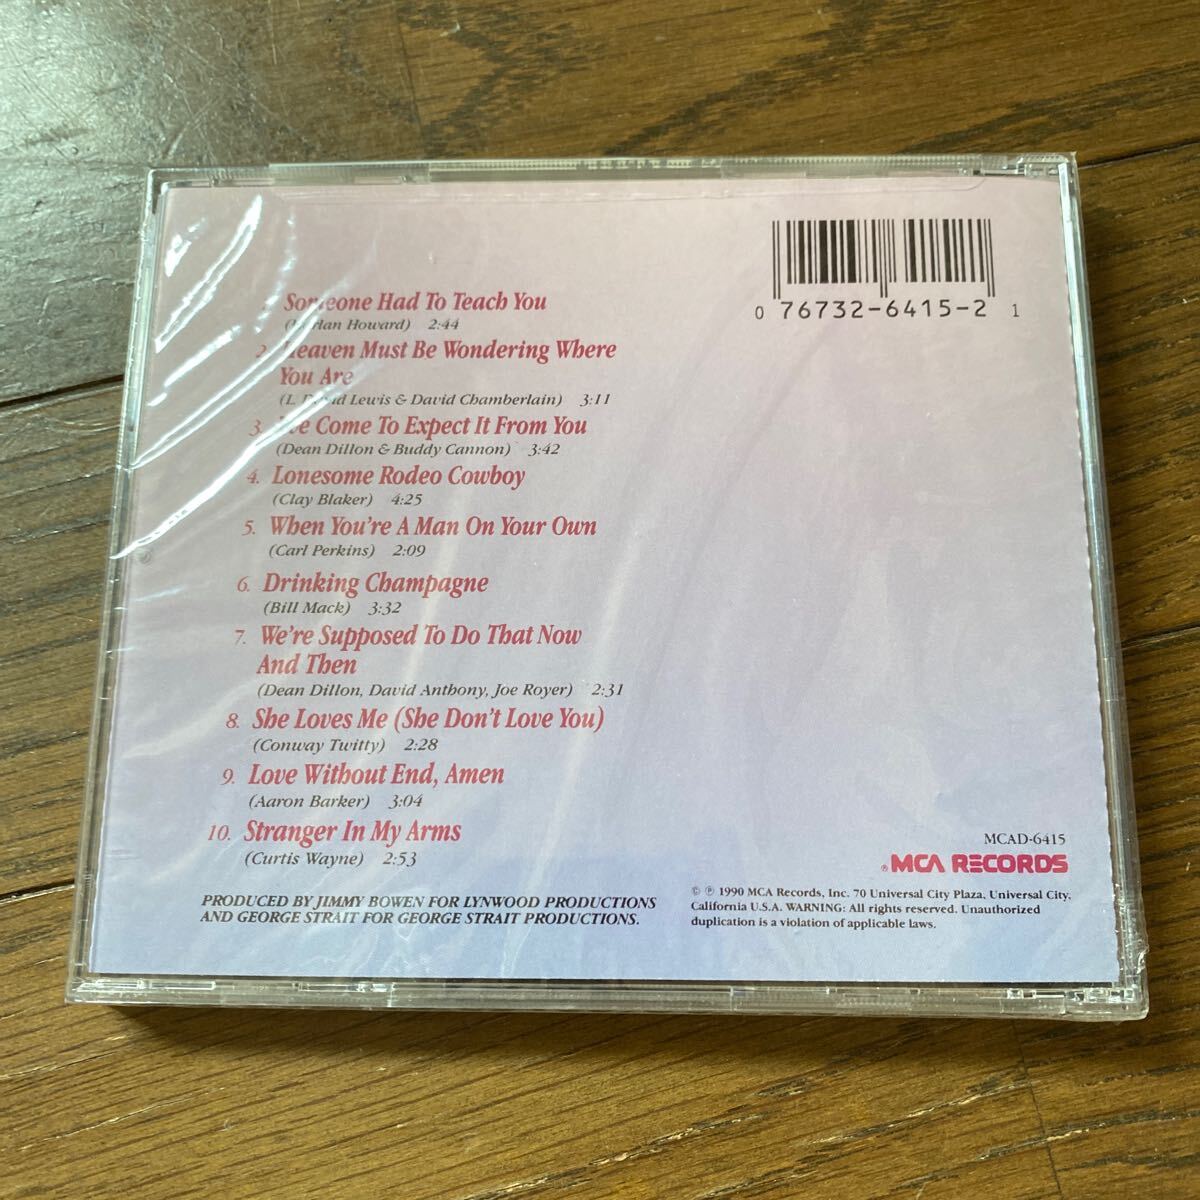 Someone Had To Teach You
(Harlan Howard) 2:44
2. Heaven Must Be Wondering Where
You Are
(L. David Lewis & David Chamberlain) 3:11
3. I've Come To Expect It From You
(Dean Dillon & Buddy Cannon) 3:42
4. Lonesome Rodeo Cowboy
(Clay Blaker) 4:25
5. When You're A Man On Your Own
(Carl Perkins) 2:09
6. Drinking Champagne
(Bill Mack) 3:32
7. We're Supposed To Do That Now
And Then
(Dean Dillon, David Anthony, Joe Royer) 2:31
8. She Loves Me (She Don't Love You)
(Conway Twitty) 2:28
9. Love Without End, Amen
(Aaron Barker) 3:04
10. Stranger In My Arms
(Curtis Wayne) 2:53
PRODUCED BY JIMMY BOWEN FOR LYNWOOD PRODUCTIONS
AND GEORGE STRAIT FOR GEORGE STRAIT PRODUCTIONS.
0 76732-6415-2 1
MCAD-6415
®MCA RECORDS
© ℗ 1990 MCA Records, Inc. 70 Universal City Plaza, Universal City,
California U.S.A. WARNING: All rights reserved. Unauthorized
duplication is a violation of applicable laws.